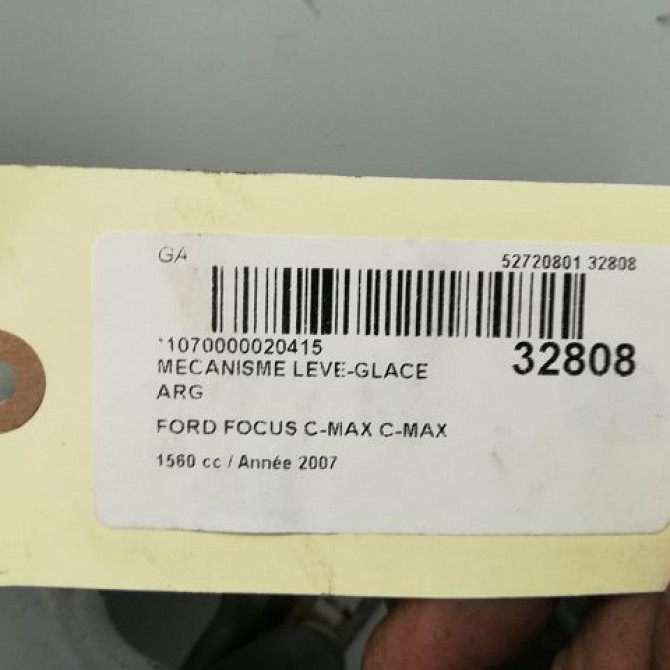 GA
52720801 32808
*1070000020415
32808
MECANISME LEVE-GLACE
ARG
FORD FOCUS C-MAX C-MAX
1560 cc / Année 2007